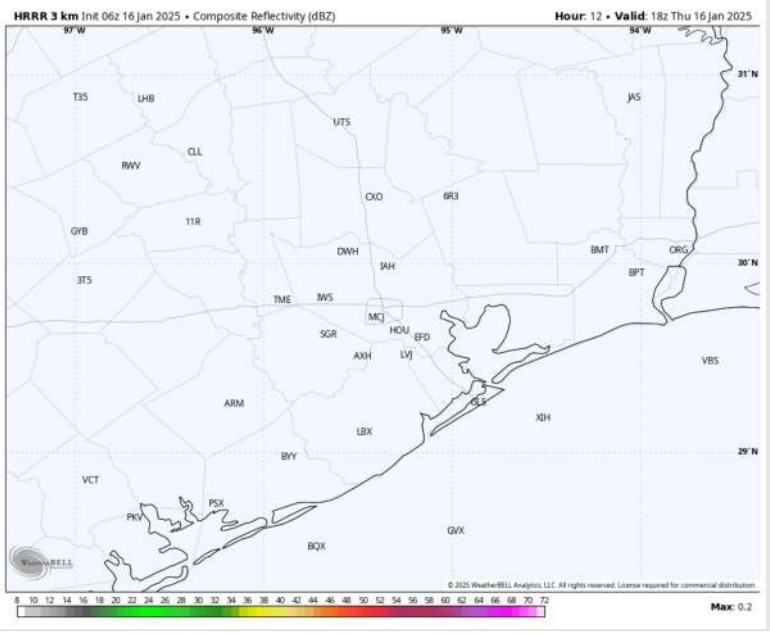 HRRR 3 km Init 06z 16 Jan 2025 • Composite Reflectivity (dBZ) Hour: 12 • Valid: 18z Thu 16 Jan 2025
97°W 96°W 95°W 94°W
31°N
T35 LHB JAS
UTS
CLL
RWV
CXO 6R3
11R
GYB
DWH BMT ORG
IAH 30°N
3T5 BPT
TME IWS
MCJ
SGR HOU EFD
AXH LVJ VBS
ARM GLS
LBX XIH
BYY 29°N
VCT
PKV PSX
BQX GVX
WeatherBELL
© 2025 WeatherBELL Analytics, LLC. All rights reserved. License required for commercial distribution.
8 10 12 14 16 18 20 22 24 26 28 30 32 34 36 38 40 42 44 46 48 50 52 54 56 58 60 62 64 66 68 70 72 Max: 0.2